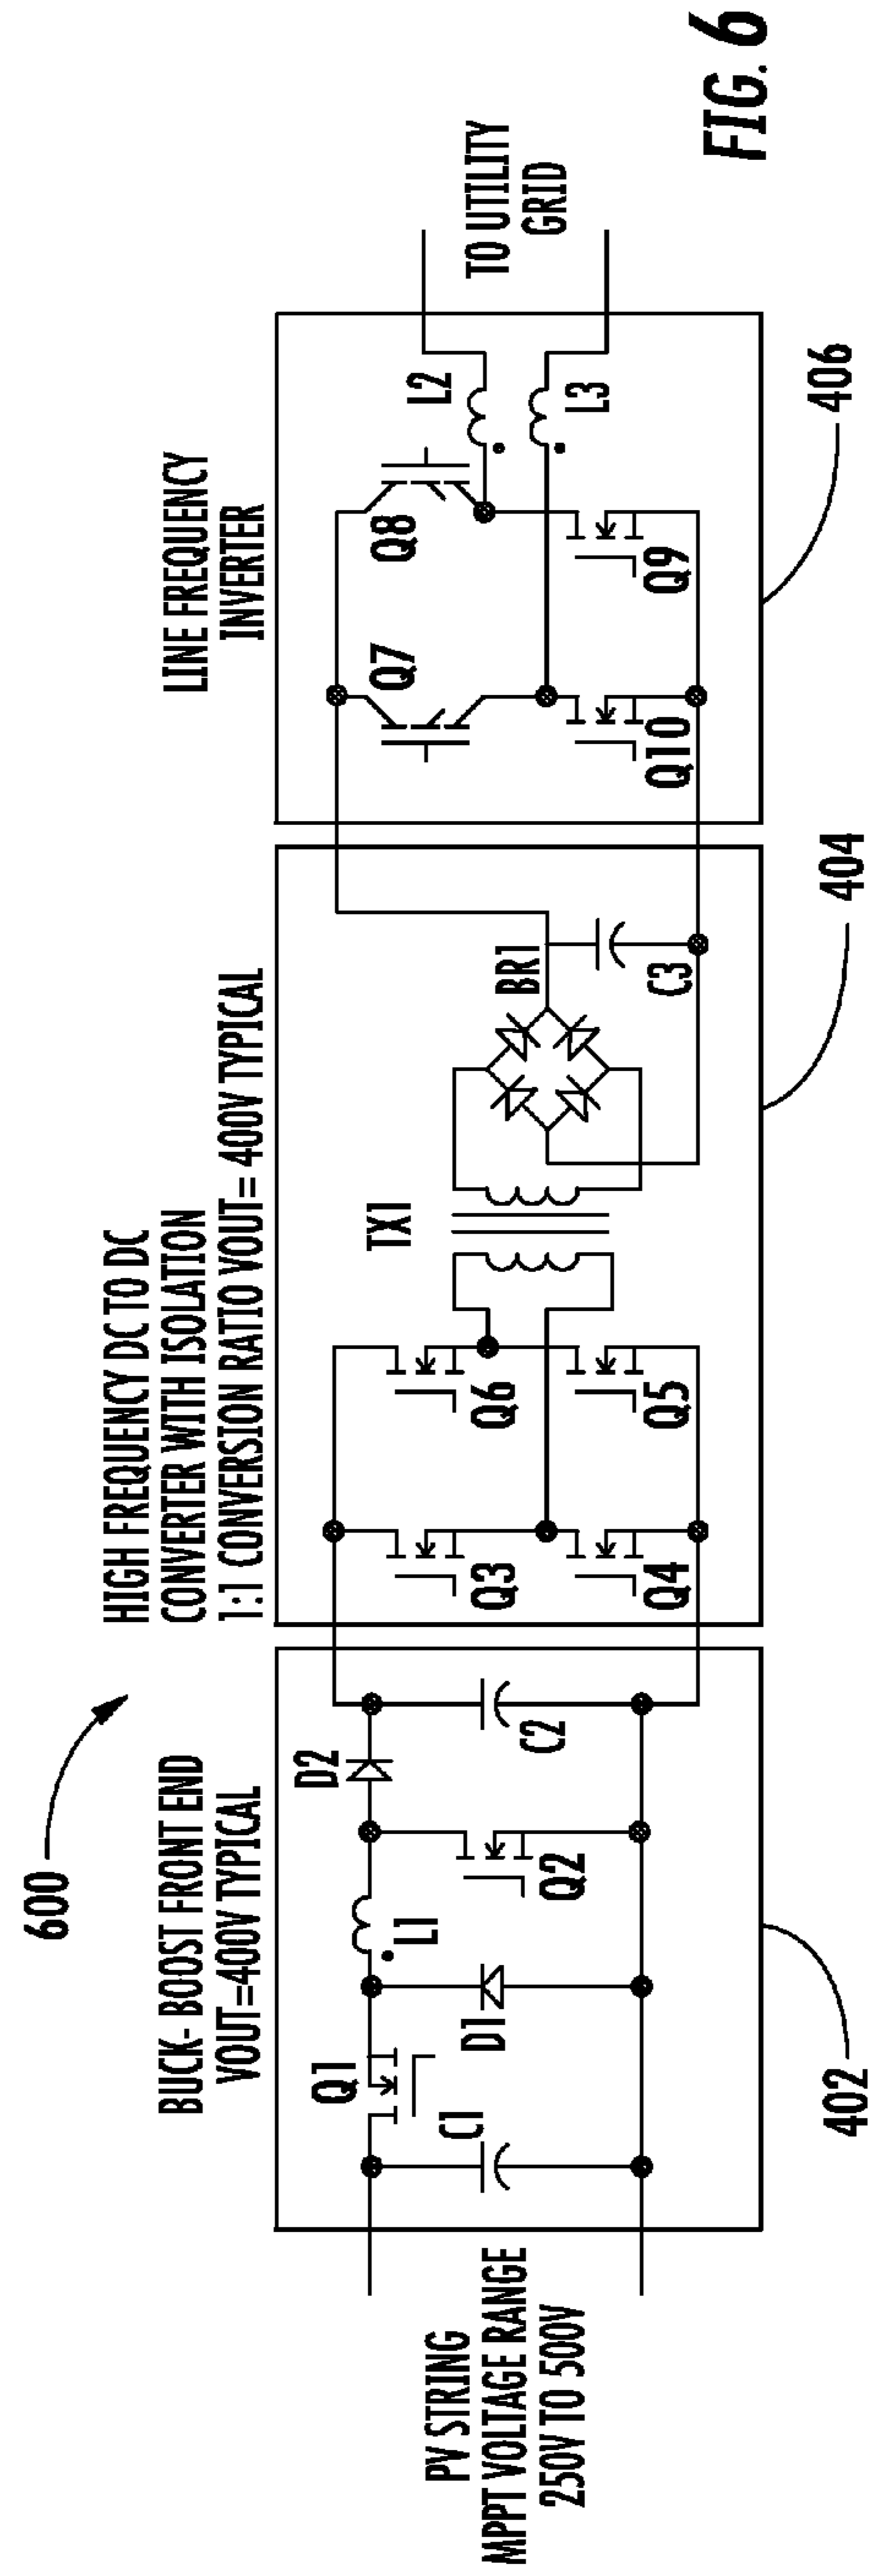 600
BUCK- BOOST FRONT END
VOUT=400V TYPICAL
HIGH FREQUENCY DC TO DC
CONVERTER WITH ISOLATION
1:1 CONVERSION RATIO VOUT= 400V TYPICAL
LINE FREQUENCY
INVERTER
PV STRING
MPPT VOLTAGE RANGE
250V TO 500V
C1
Q1
D1
L1
Q2
D2
C2
Q3
Q4
Q6
Q5
TX1
BR1
C3
Q7
Q10
Q8
Q9
L2
L3
TO UTILITY
GRID
402
404
406
FIG. 6